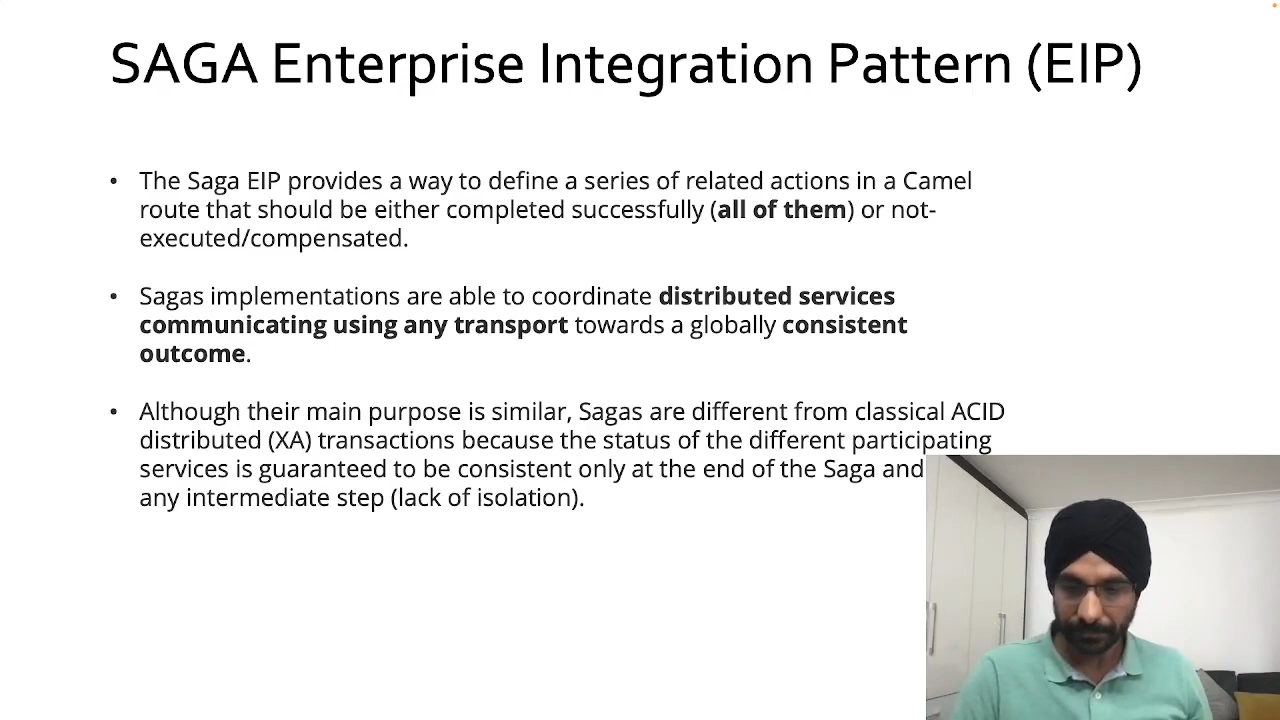 SAGA Enterprise Integration Pattern (EIP)
• The Saga EIP provides a way to define a series of related actions in a Camel
route that should be either completed successfully (all of them) or not-
executed/compensated.
• Sagas implementations are able to coordinate distributed services
communicating using any transport towards a globally consistent
outcome.
• Although their main purpose is similar, Sagas are different from classical ACID
distributed (XA) transactions because the status of the different participating
services is guaranteed to be consistent only at the end of the Saga and
any intermediate step (lack of isolation).